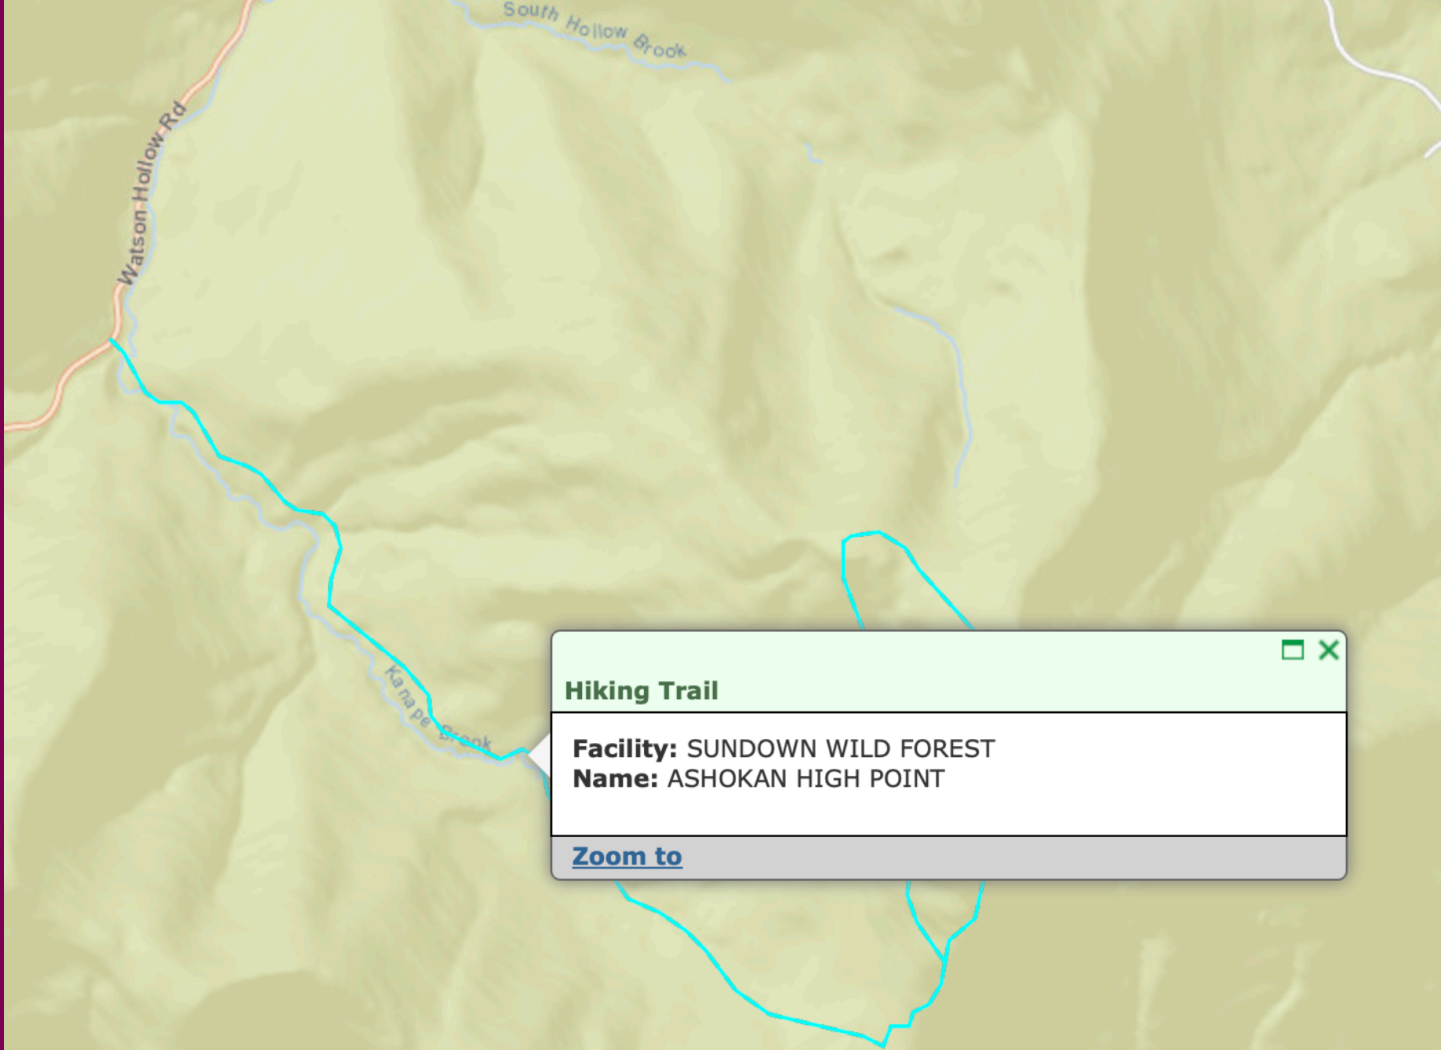 South Hollow Brook
Watson Hollow Rd
Kanape Brook
Hiking Trail
Facility: SUNDOWN WILD FOREST
Name: ASHOKAN HIGH POINT
Zoom to